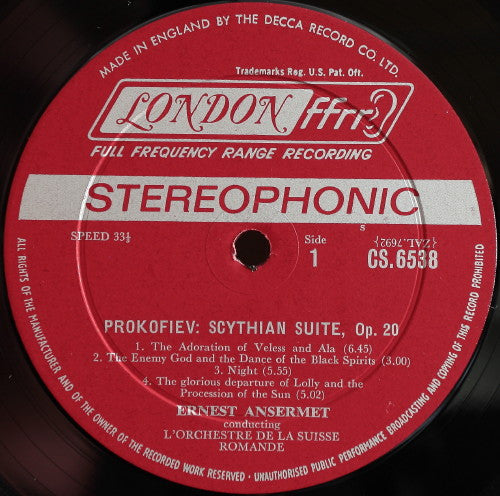 MADE IN ENGLAND BY THE DECCA RECORD CO. LTD.
Trademarks Reg. U.S. Pat. Off.
LONDON ffrr
FULL FREQUENCY RANGE RECORDING
STEREOPHONIC
SPEED 33⅓
Side
1
s
{ZAL.7692}
CS.6538
PROKOFIEV: SCYTHIAN SUITE, Op. 20
1. The Adoration of Veless and Ala (6.45)
2. The Enemy God and the Dance of the Black Spirits (3.00)
3. Night (5.55)
4. The glorious departure of Lolly and the
Procession of the Sun (5.02)
ERNEST ANSERMET
conducting
L'ORCHESTRE DE LA SUISSE
ROMANDE
ALL RIGHTS OF THE MANUFACTURER AND OF THE OWNER OF THE RECORDED WORK RESERVED · UNAUTHORISED PUBLIC PERFORMANCE BROADCASTING AND COPYING OF THIS RECORD PROHIBITED